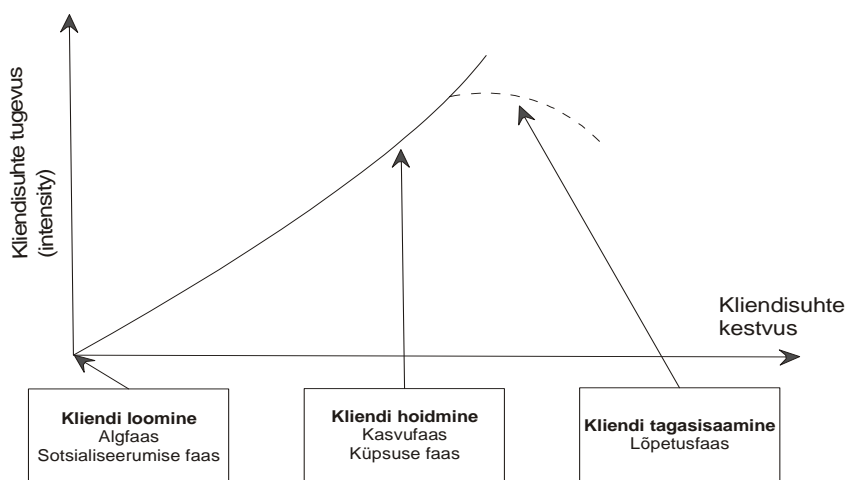 Kliendisuhte tugevus
(intensity)
Kliendisuhte
kestvus
Kliendi loomine
Algfaas
Sotsialiseerumise faas
Kliendi hoidmine
Kasvufaas
Küpsuse faas
Kliendi tagasisaamine
Lõpetusfaas